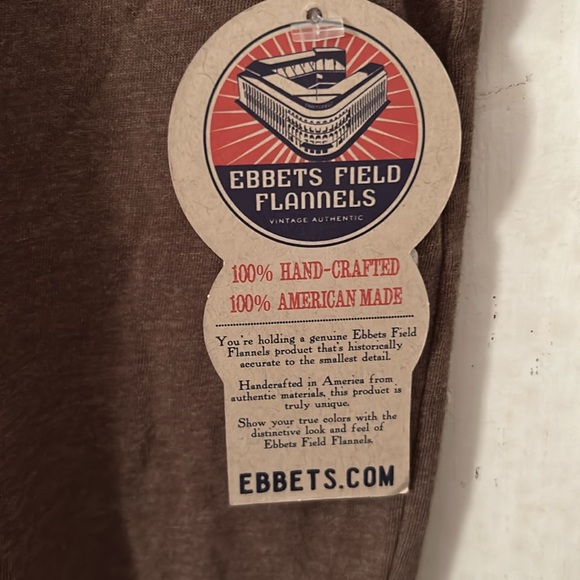 EBBETS FIELD
FLANNELS
VINTAGE AUTHENTIC
100% HAND-CRAFTED
100% AMERICAN MADE
You're holding a genuine Ebbets Field
Flannels product that's historically
accurate to the smallest detail.
Handcrafted in America from
authentic materials, this product is
truly unique.
Show your true colors with the
distinctive look and feel of
Ebbets Field Flannels.
EBBETS.COM